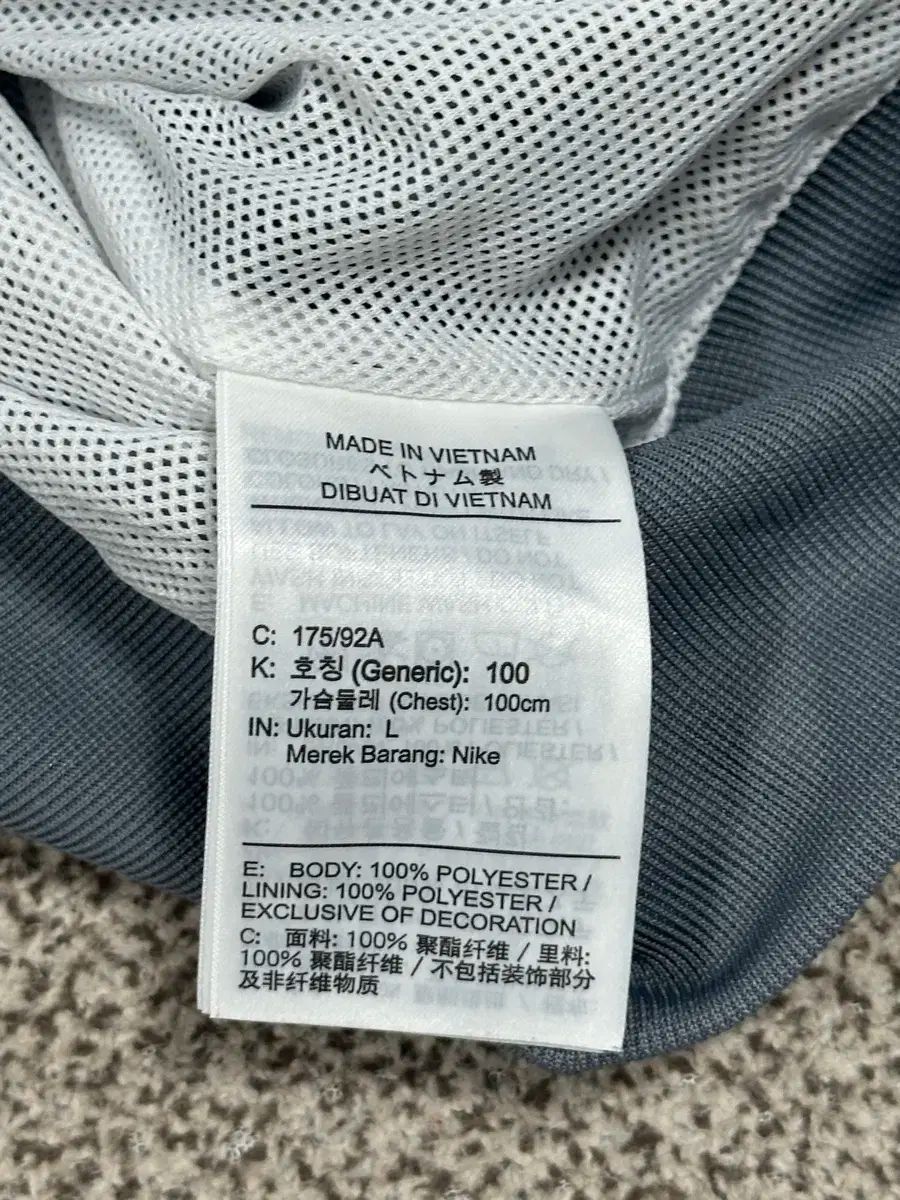 MADE IN VIETNAM
ベトナム製
DIBUAT DI VIETNAM
C: 175/92A
K: 호칭 (Generic): 100
가슴둘레 (Chest): 100cm
IN: Ukuran: L
Merek Barang: Nike
E: BODY: 100% POLYESTER /
LINING: 100% POLYESTER /
EXCLUSIVE OF DECORATION
C: 面料: 100% 聚酯纤维 / 里料:
100% 聚酯纤维 / 不包括装饰部分
及非纤维物质